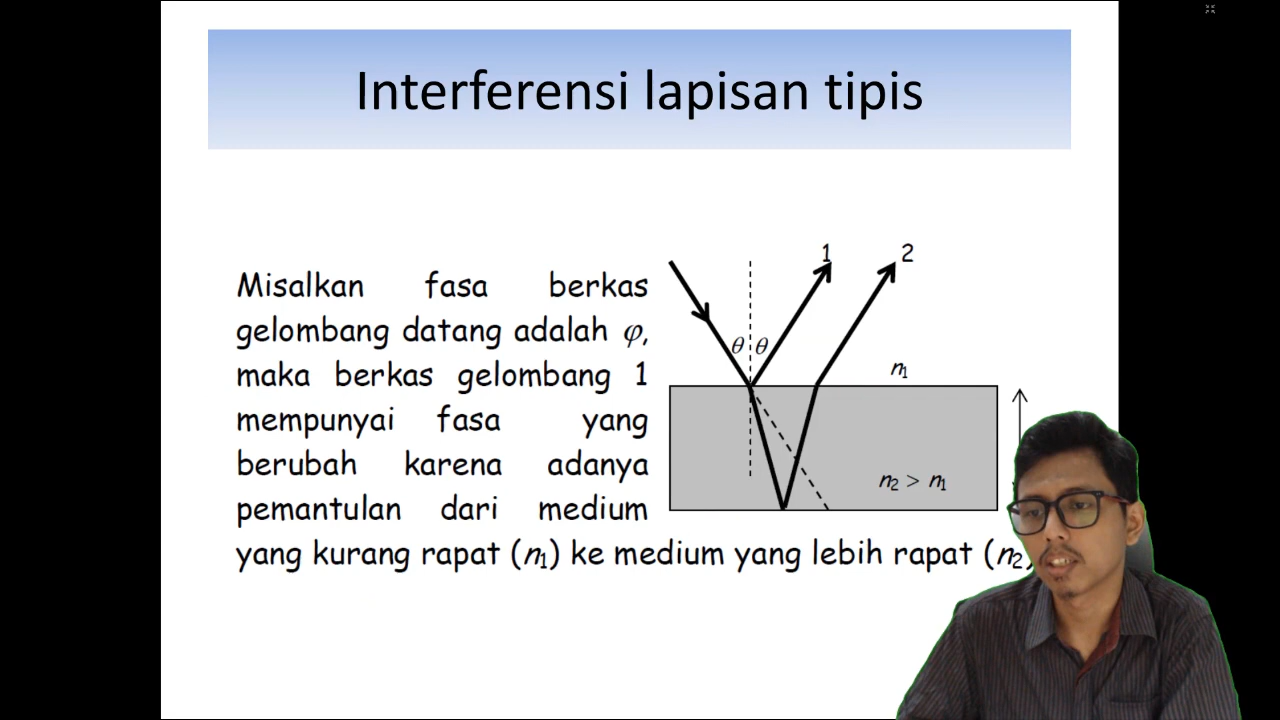 Interferensi lapisan tipis
Misalkan fasa berkas
gelombang datang adalah φ,
maka berkas gelombang 1
mempunyai fasa yang
berubah karena adanya
pemantulan dari medium
yang kurang rapat (n₁) ke medium yang lebih rapat (n₂)
1
2
θ
θ
n₁
n₂ > n₁